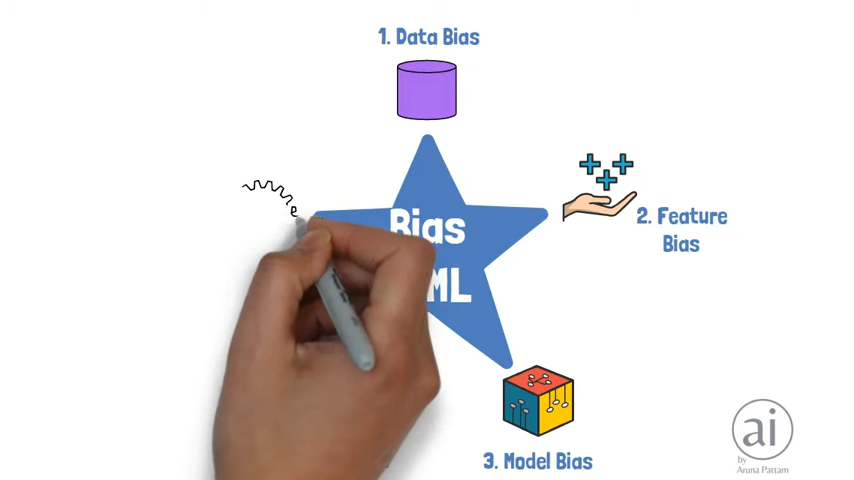 1. Data Bias
Bias
ML
2. Feature
Bias
3. Model Bias
ai
by
Aruna Pattam